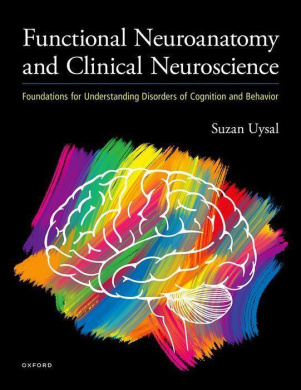 Functional Neuroanatomy
and Clinical Neuroscience
Foundations for Understanding Disorders of Cognition and Behavior
Suzan Uysal
OXFORD